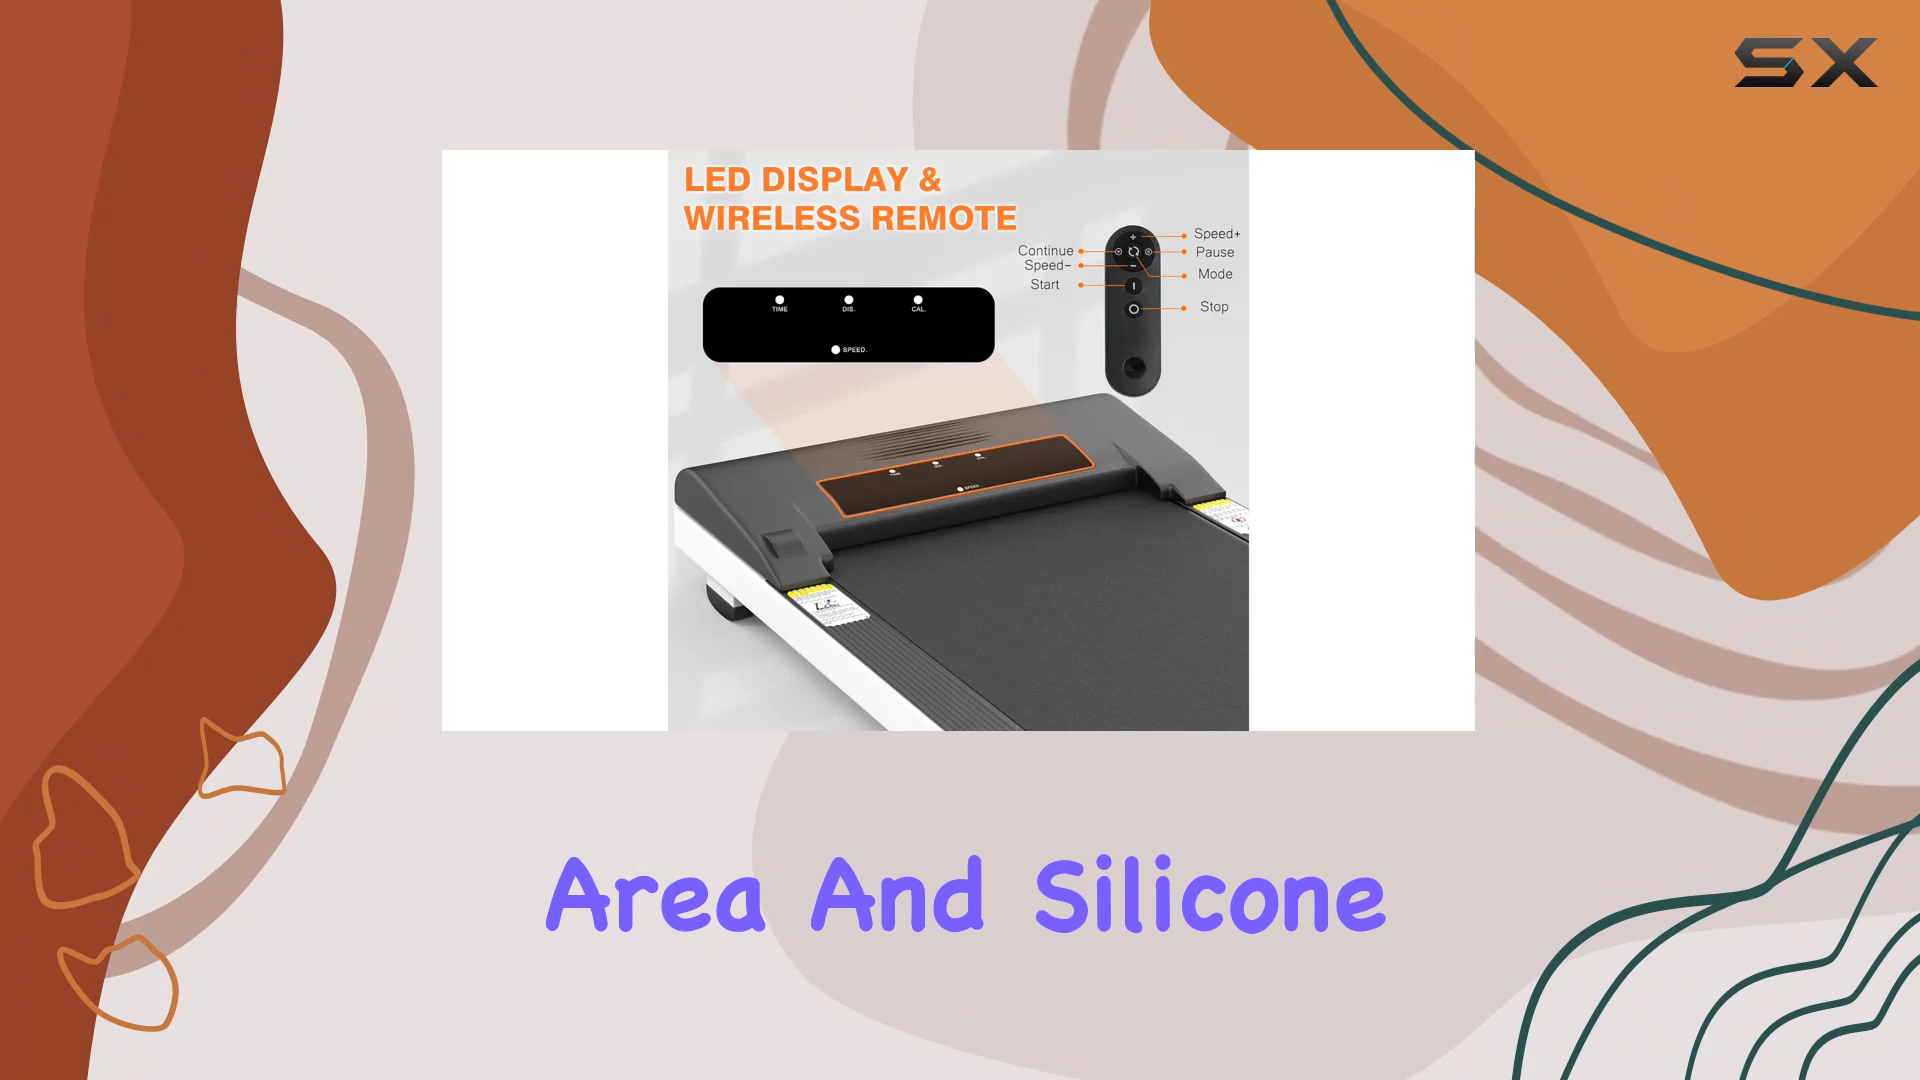 SX
LED DISPLAY &
WIRELESS REMOTE
Speed+
Continue
Pause
Speed-
Mode
Start
Stop
TIME DIS. CAL.
SPEED.
Area And Silicone